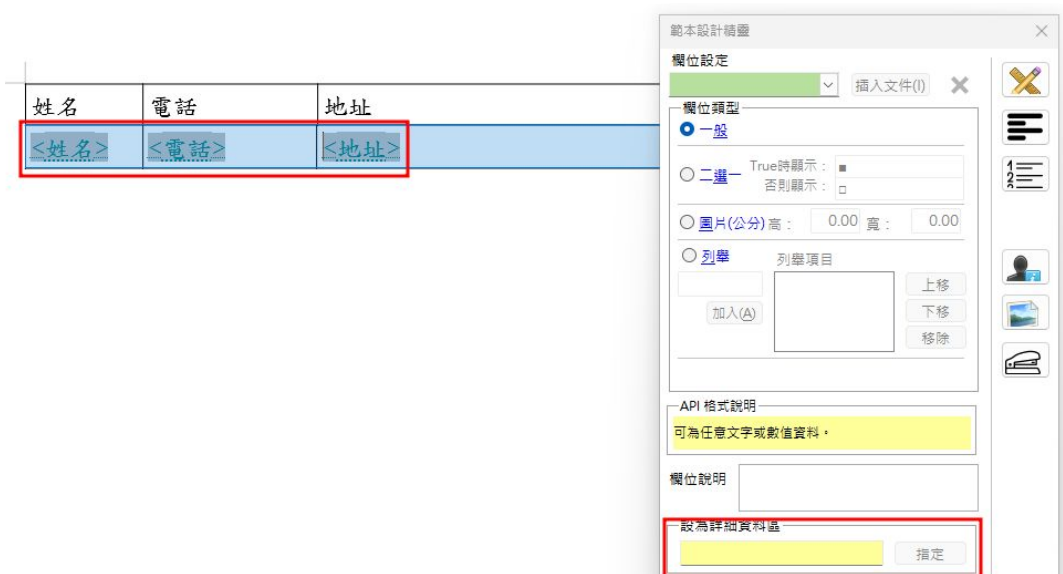 姓名 電話 地址
<姓名> <電話> <地址>
範本設計精靈
欄位設定
插入文件(I)
欄位類型
一般
二選一 True時顯示： ■
否則顯示： □
圖片(公分) 高： 0.00 寬： 0.00
列舉 列舉項目
上移
加入(A) 下移
移除
API 格式說明
可為任意文字或數值資料。
欄位說明
設為詳細資料區
指定